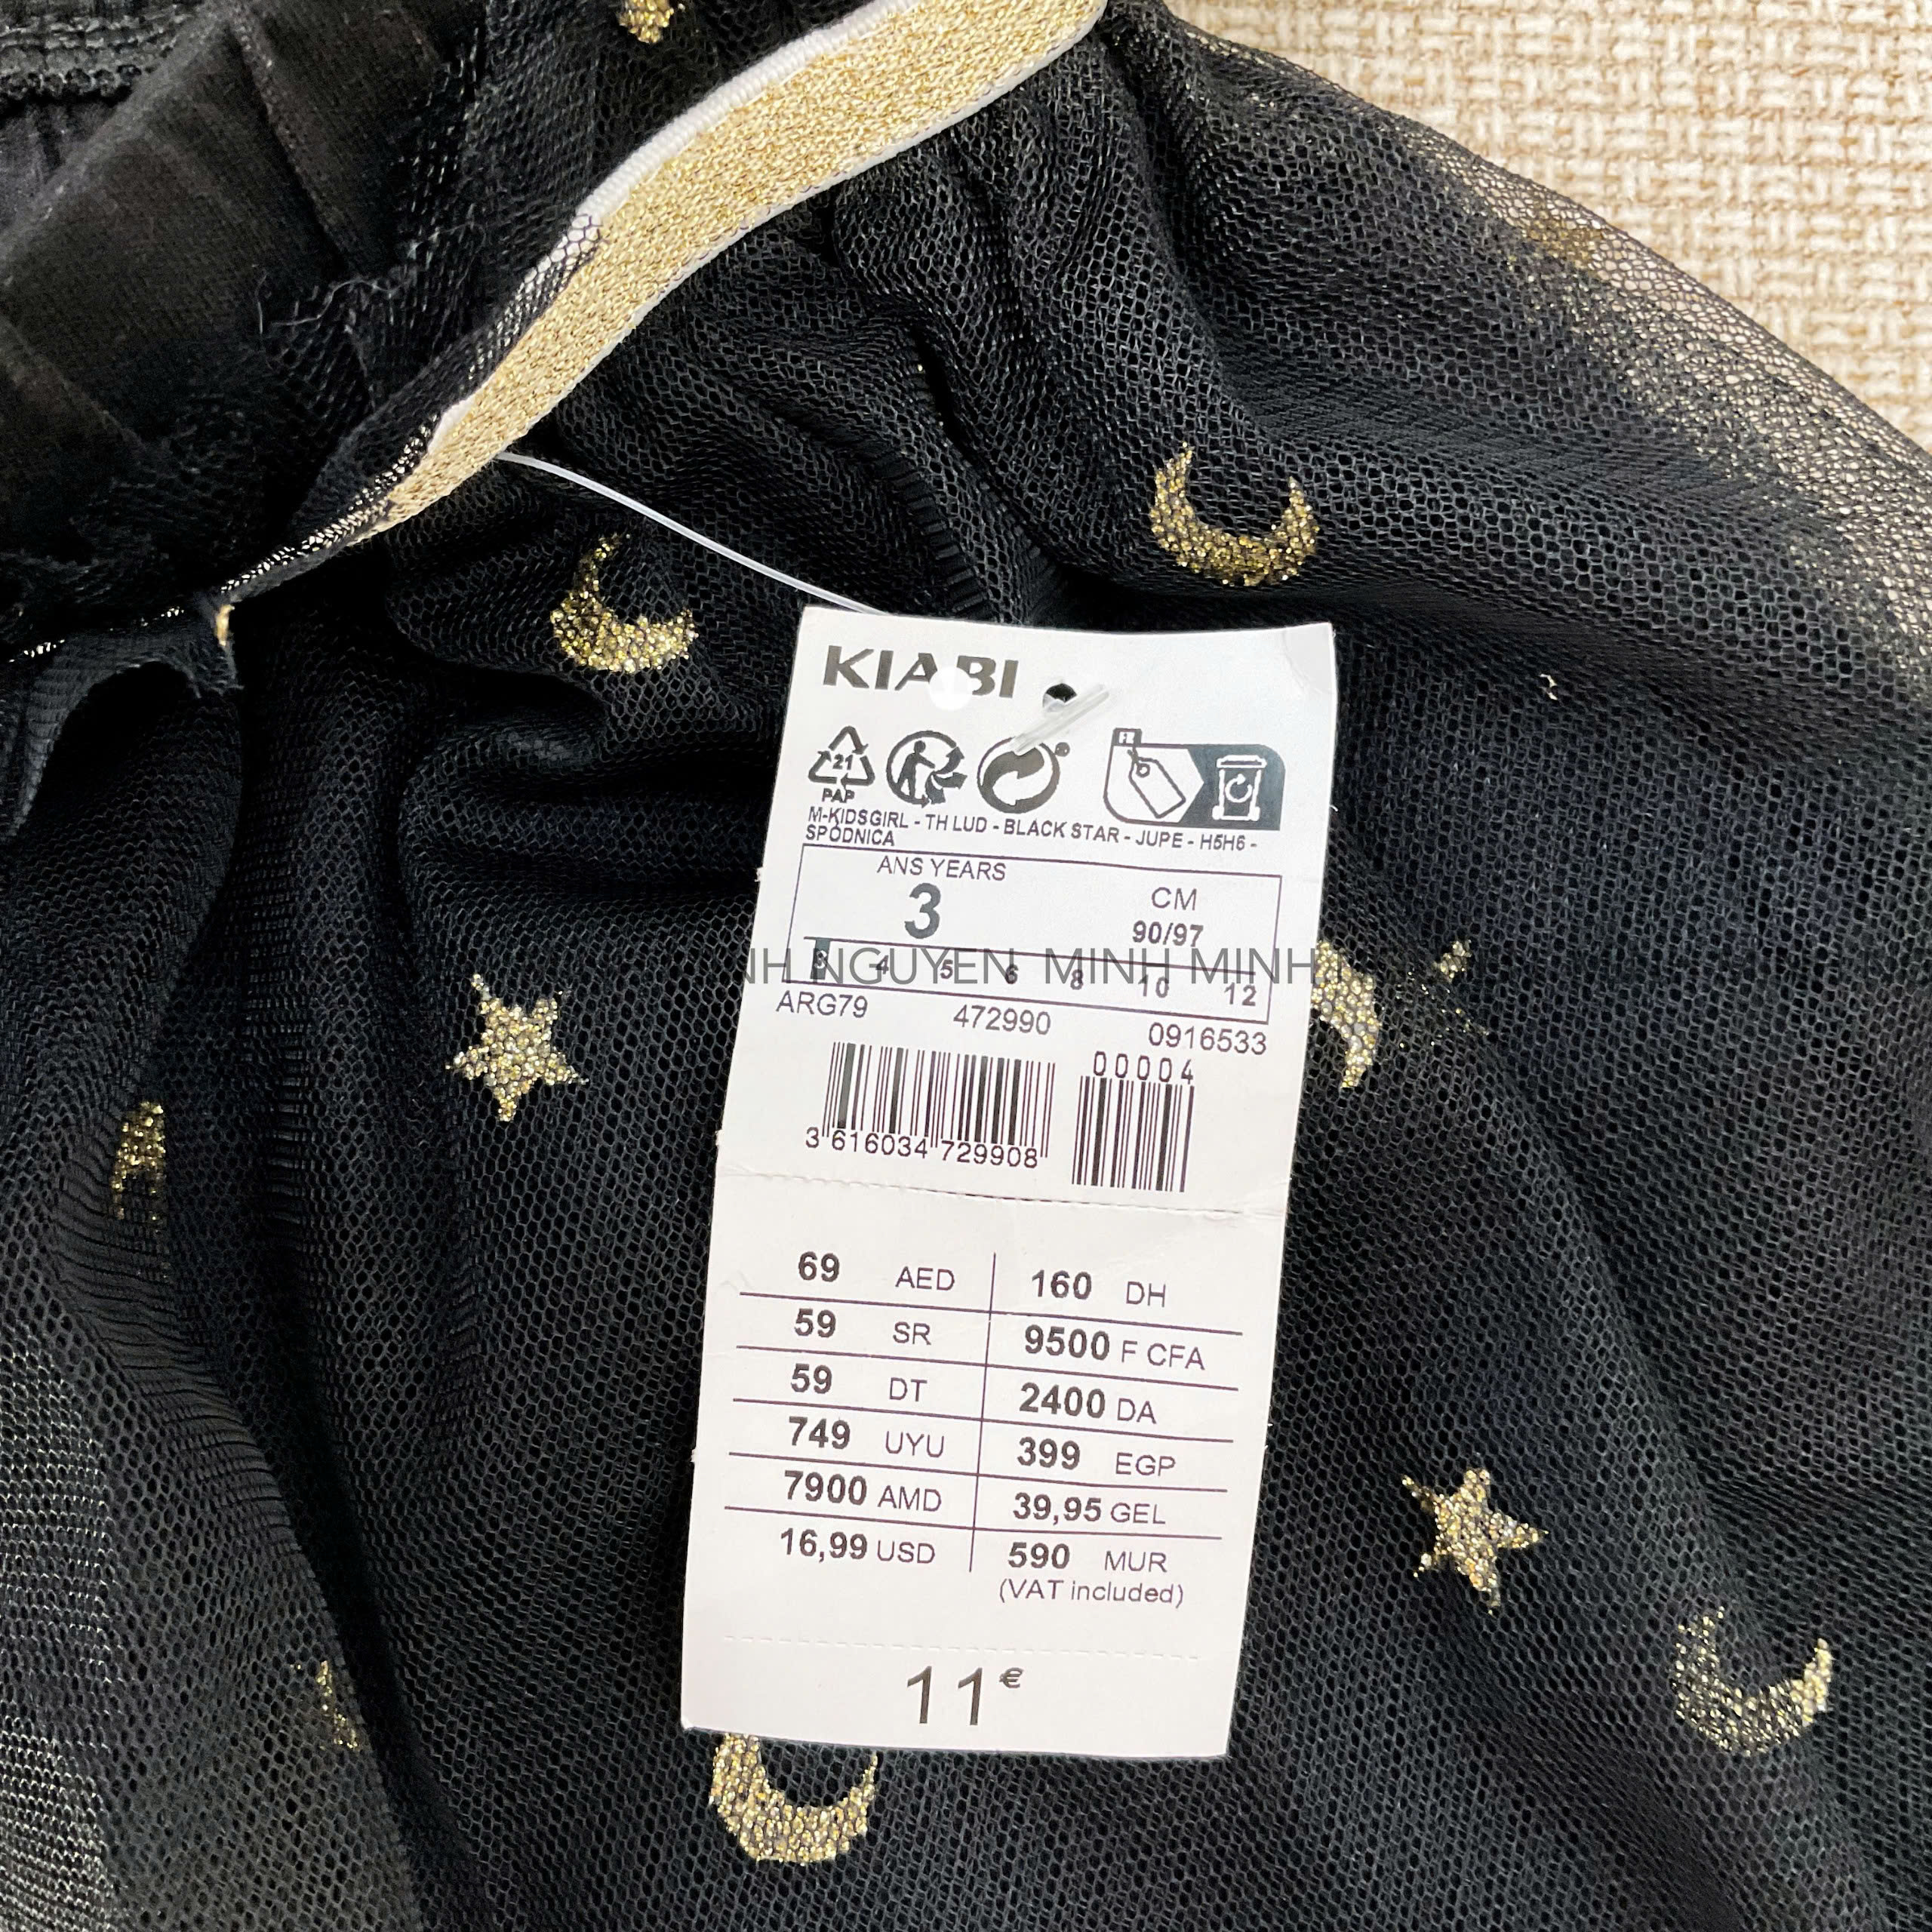 KIABI
21
PAP
FR
M-KIDSGIRL - TH LUD - BLACK STAR - JUPE - H5H6 -
SPÓDNICA
ANS YEARS
CM
3
90/97
NH NGUYEN MINH MINH
3 4 5 6 8 10 12
ARG79 472990 0916533
00004
3 616034 729908
69 AED 160 DH
59 SR 9500 F CFA
59 DT 2400 DA
749 UYU 399 EGP
7900 AMD 39,95 GEL
16,99 USD 590 MUR
(VAT included)
11€